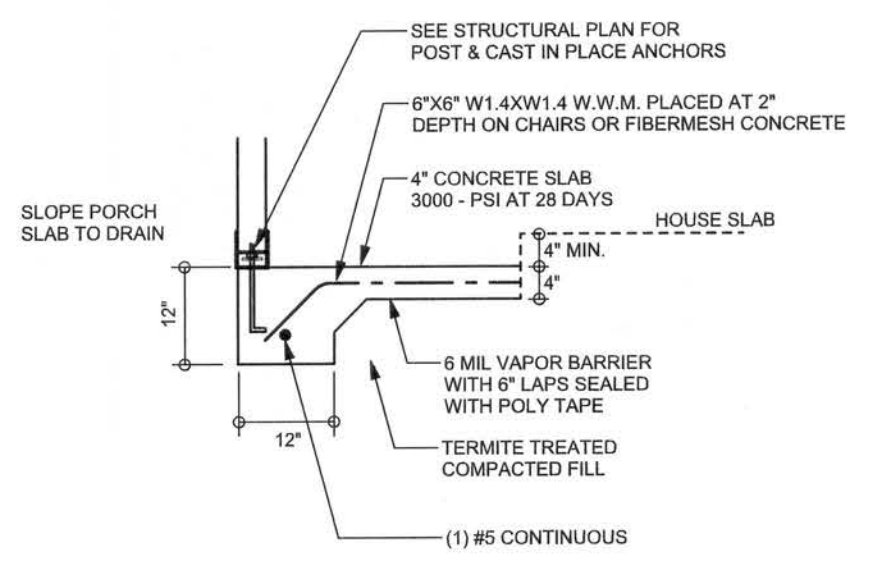 SEE STRUCTURAL PLAN FOR
POST & CAST IN PLACE ANCHORS
6"X6" W1.4XW1.4 W.W.M. PLACED AT 2"
DEPTH ON CHAIRS OR FIBERMESH CONCRETE
4" CONCRETE SLAB
3000 - PSI AT 28 DAYS
SLOPE PORCH
SLAB TO DRAIN
HOUSE SLAB
4" MIN.
4"
12"
6 MIL VAPOR BARRIER
WITH 6" LAPS SEALED
WITH POLY TAPE
12"
TERMITE TREATED
COMPACTED FILL
(1) #5 CONTINUOUS